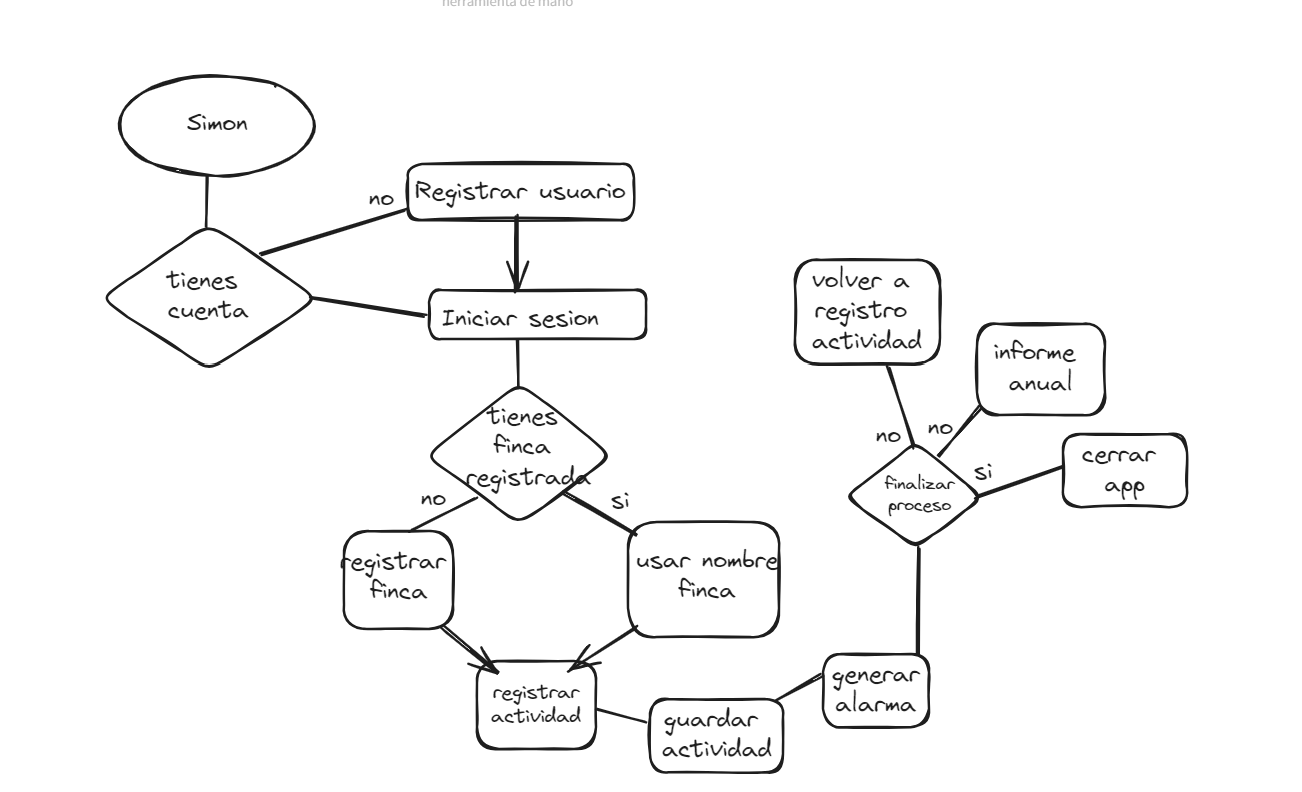 herramienta de mano
Simon
no
Registrar usuario
tienes
cuenta
Iniciar sesion
tienes
finca
registrada
no
si
registrar
finca
usar nombre
finca
registrar
actividad
guardar
actividad
generar
alarma
finalizar
proceso
no
no
si
volver a
registro
actividad
informe
anual
cerrar
app